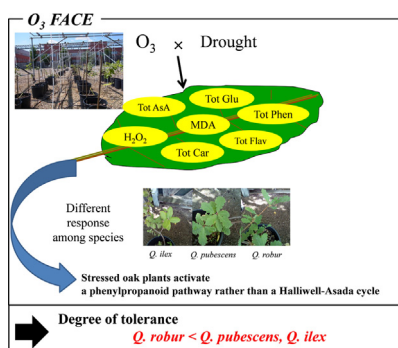 O3 FACE
O3 × Drought
Tot AsA
Tot Glu
Tot Phen
MDA
H2O2
Tot Flav
Tot Car
Different
response
among species
Q. ilex
Q. pubescens
Q. robur
Stressed oak plants activate
a phenylpropanoid pathway rather than a Halliwell-Asada cycle
Degree of tolerance
Q. robur < Q. pubescens, Q. ilex